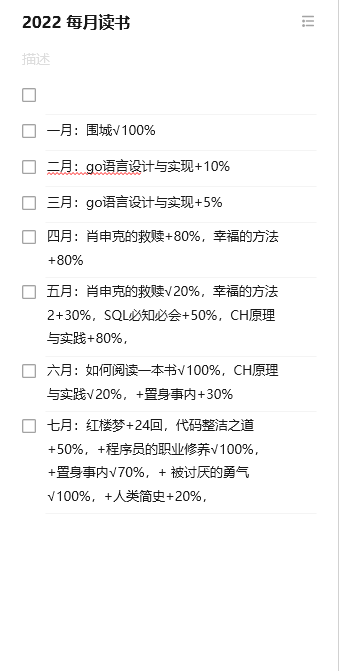 2022 每月读书
描述
一月：围城√100%
二月：go语言设计与实现+10%
三月：go语言设计与实现+5%
四月：肖申克的救赎+80%，幸福的方法
+80%
五月：肖申克的救赎√20%，幸福的方法
2+30%，SQL必知必会+50%，CH原理
与实践+80%，
六月：如何阅读一本书√100%，CH原理
与实践√20%，+置身事内+30%
七月：红楼梦+24回，代码整洁之道
+50%，+程序员的职业修养√100%，
+置身事内√70%，+ 被讨厌的勇气
√100%，+人类简史+20%，